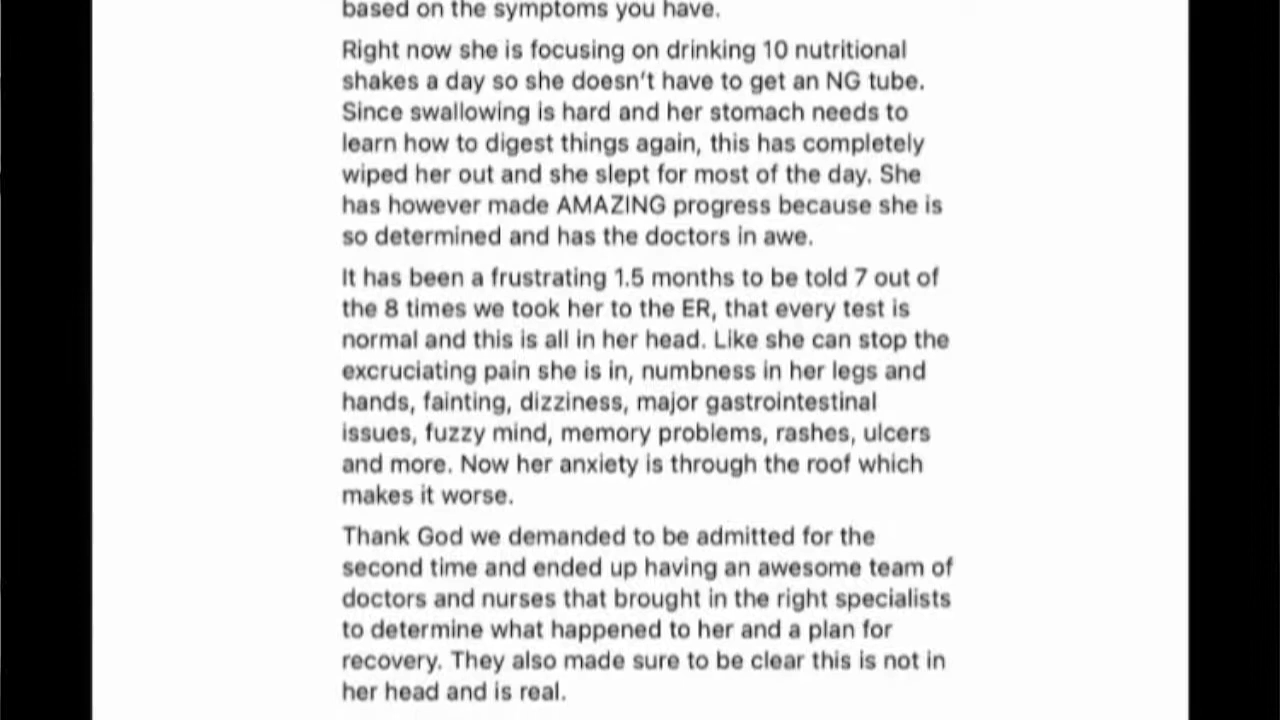 based on the symptoms you have.
Right now she is focusing on drinking 10 nutritional
shakes a day so she doesn't have to get an NG tube.
Since swallowing is hard and her stomach needs to
learn how to digest things again, this has completely
wiped her out and she slept for most of the day. She
has however made AMAZING progress because she is
so determined and has the doctors in awe.
It has been a frustrating 1.5 months to be told 7 out of
the 8 times we took her to the ER, that every test is
normal and this is all in her head. Like she can stop the
excruciating pain she is in, numbness in her legs and
hands, fainting, dizziness, major gastrointestinal
issues, fuzzy mind, memory problems, rashes, ulcers
and more. Now her anxiety is through the roof which
makes it worse.
Thank God we demanded to be admitted for the
second time and ended up having an awesome team of
doctors and nurses that brought in the right specialists
to determine what happened to her and a plan for
recovery. They also made sure to be clear this is not in
her head and is real.